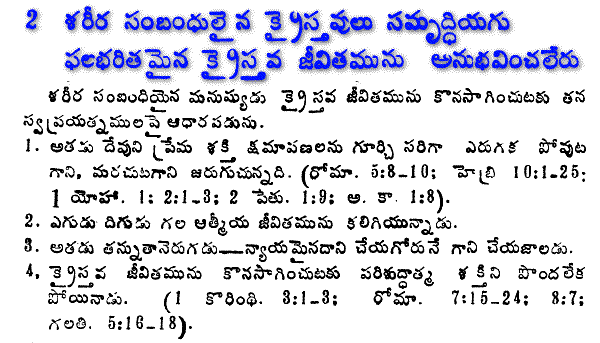 2 శరీర సంబంధులైన క్రైస్తవులు సమృద్ధియగు
ఫలభరితమైన క్రైస్తవ జీవితమును అనుభవించలేరు
శరీర సంబంధియైన మనుష్యుడు క్రైస్తవ జీవితమును కొనసాగించుటకు తన
స్వప్రయత్నములపై ఆధారపడును.
1. అతడు దేవుని ప్రేమ శక్తి క్షమాపణలను గూర్చి సరిగా ఎరుగక పోవుట
గాని, మరచుటగాని జరుగుచున్నది. (రోమా. 5:8-10; హెబ్రి 10:1-25;
1 యోహా. 1: 2:1-3; 2 పేతు. 1:9; అ. కా. 1:8).
2. ఎగుడు దిగుడు గల ఆత్మీయ జీవితమును కలిగియున్నాడు.
3. అతడు తన్నుతానెరుగడు—న్యాయమైనదాని చేయగోరునే గాని చేయజాలడు.
4, క్రైస్తవ జీవితమును కొనసాగించుటకు పరిశుద్ధాత్మ శక్తిని పొందలేక
పోయినాడు. (1 కొరింథి. 3:1-3; రోమా. 7:15-24; 8:7;
గలతి. 5:16-18).